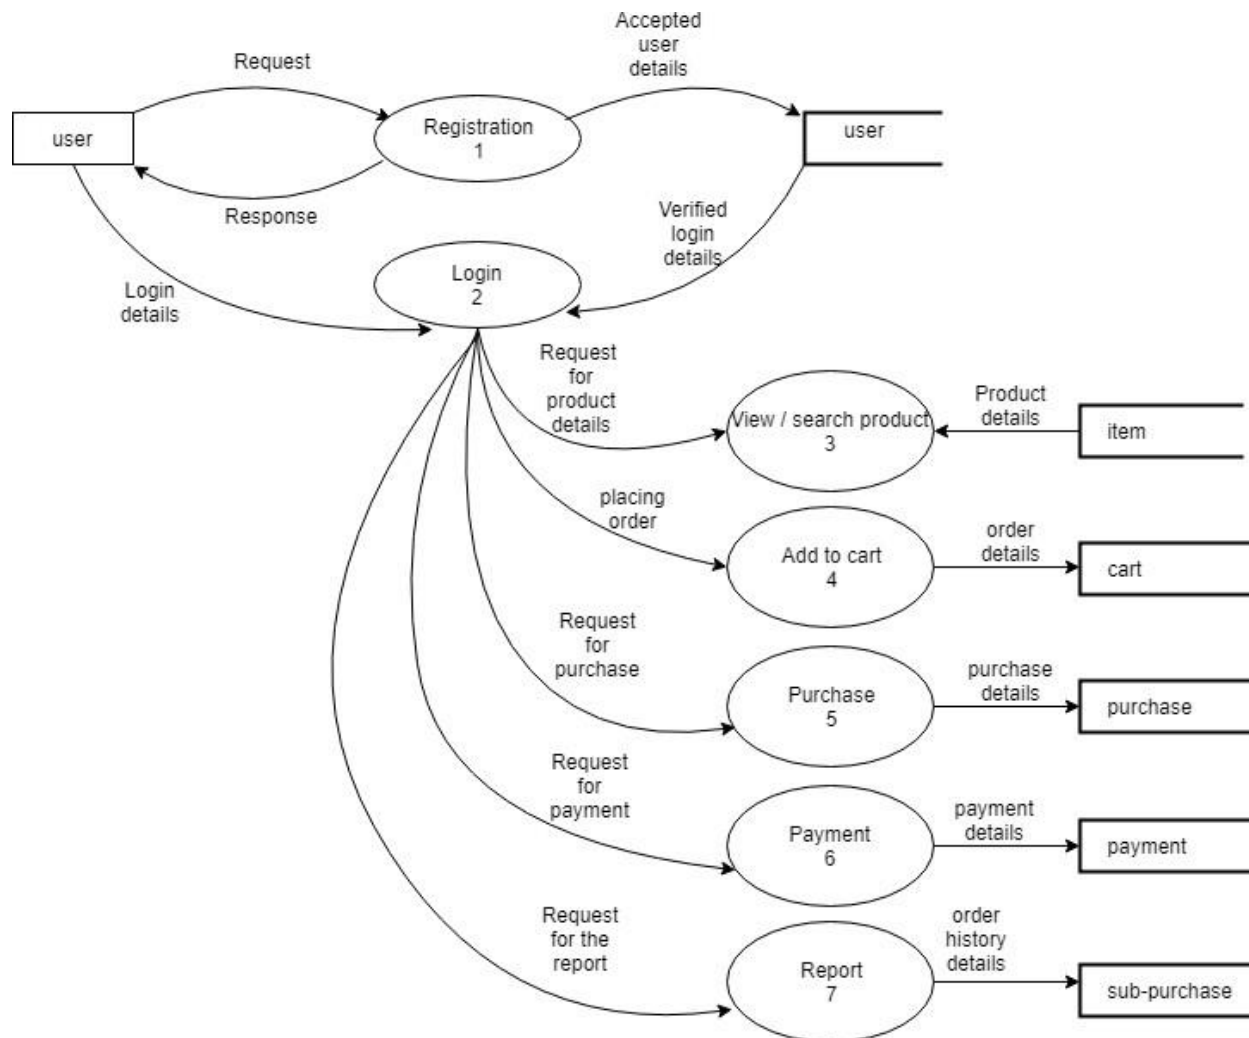 Request
Accepted
user
details
user
Registration
1
user
Response
Verified
login
details
Login
details
Login
2
Request
for
product
details
View / search product
3
Product
details
item
placing
order
Add to cart
4
order
details
cart
Request
for
purchase
Purchase
5
purchase
details
purchase
Request
for
payment
Payment
6
payment
details
payment
Request
for the
report
Report
7
order
history
details
sub-purchase